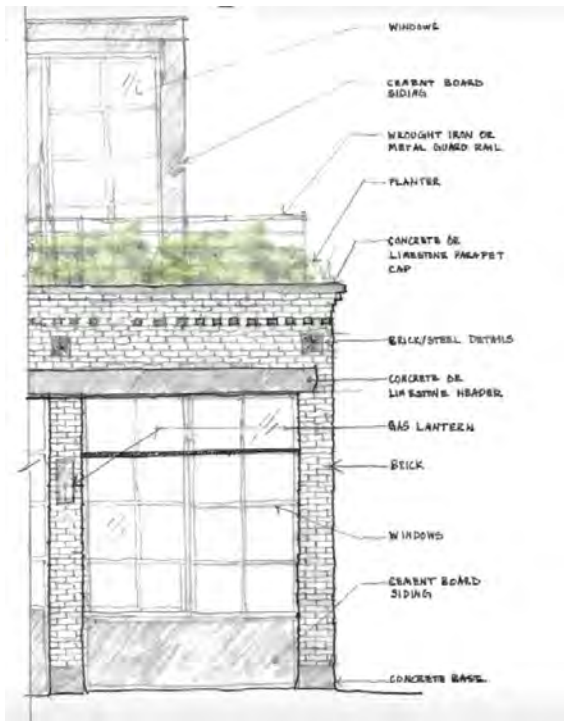 WINDOWS
CEMENT BOARD
SIDING
WROUGHT IRON OR
METAL GUARD RAIL
PLANTER
CONCRETE OR
LIMESTONE PARAPET
CAP
BRICK/STEEL DETAILS
CONCRETE OR
LIMESTONE HEADER
GAS LANTERN
BRICK
WINDOWS
CEMENT BOARD
SIDING
CONCRETE BASE